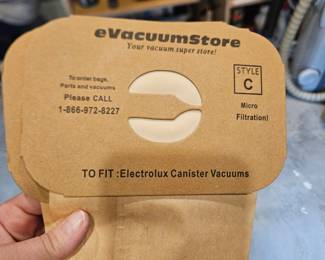 eVacuumStore
Your vacuum super store!
To order bags,
Parts and vacuums
Please CALL
1-866-972-8227
STYLE
C
Micro
Filtration!
TO FIT :Electrolux Canister Vacuums